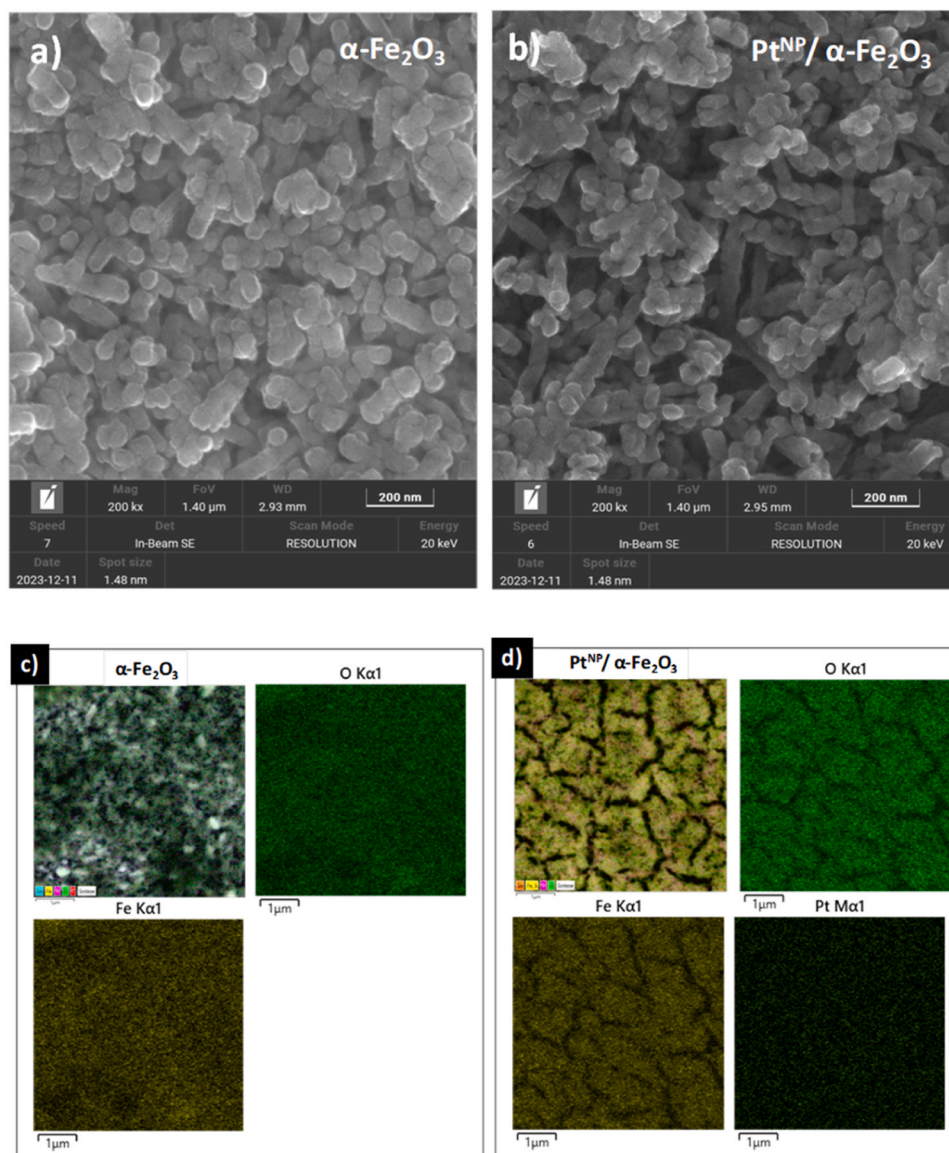 a) α-Fe₂O₃
Mag FoV WD 200 nm
200 kx 1.40 µm 2.93 mm
Speed Det Scan Mode Energy
7 In-Beam SE RESOLUTION 20 keV
Date Spot size
2023-12-11 1.48 nm
b) Ptᴺᴾ/ α-Fe₂O₃
Mag FoV WD 200 nm
200 kx 1.40 µm 2.95 mm
Speed Det Scan Mode Energy
6 In-Beam SE RESOLUTION 20 keV
Date Spot size
2023-12-11 1.48 nm
c) α-Fe₂O₃
O Kα1
1µm
Fe Kα1
1µm
d) Ptᴺᴾ/ α-Fe₂O₃
O Kα1
1µm
Fe Kα1
1µm
Pt Mα1
1µm